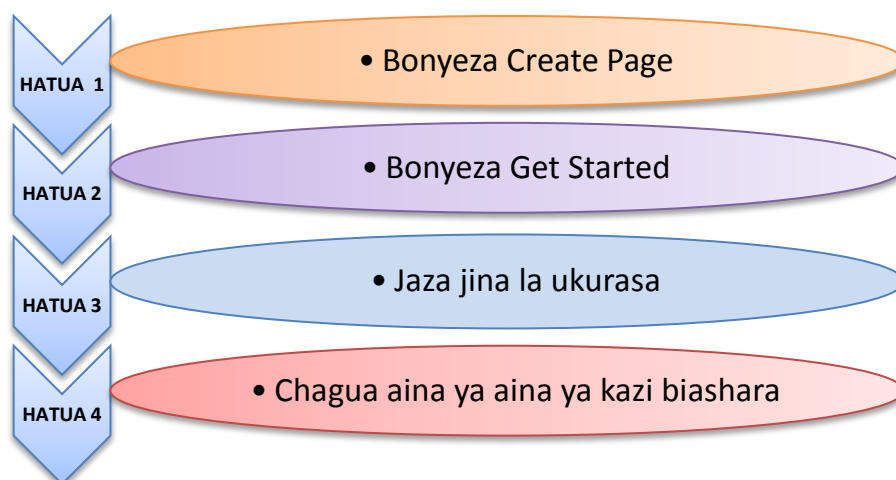 HATUA 1
• Bonyeza Create Page
HATUA 2
• Bonyeza Get Started
HATUA 3
• Jaza jina la ukurasa
HATUA 4
• Chagua aina ya aina ya kazi biashara